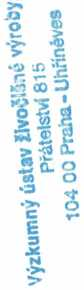 Výzkumný ústav živočišné výroby
Přátelství 815
104 00 Praha - Uhříněves